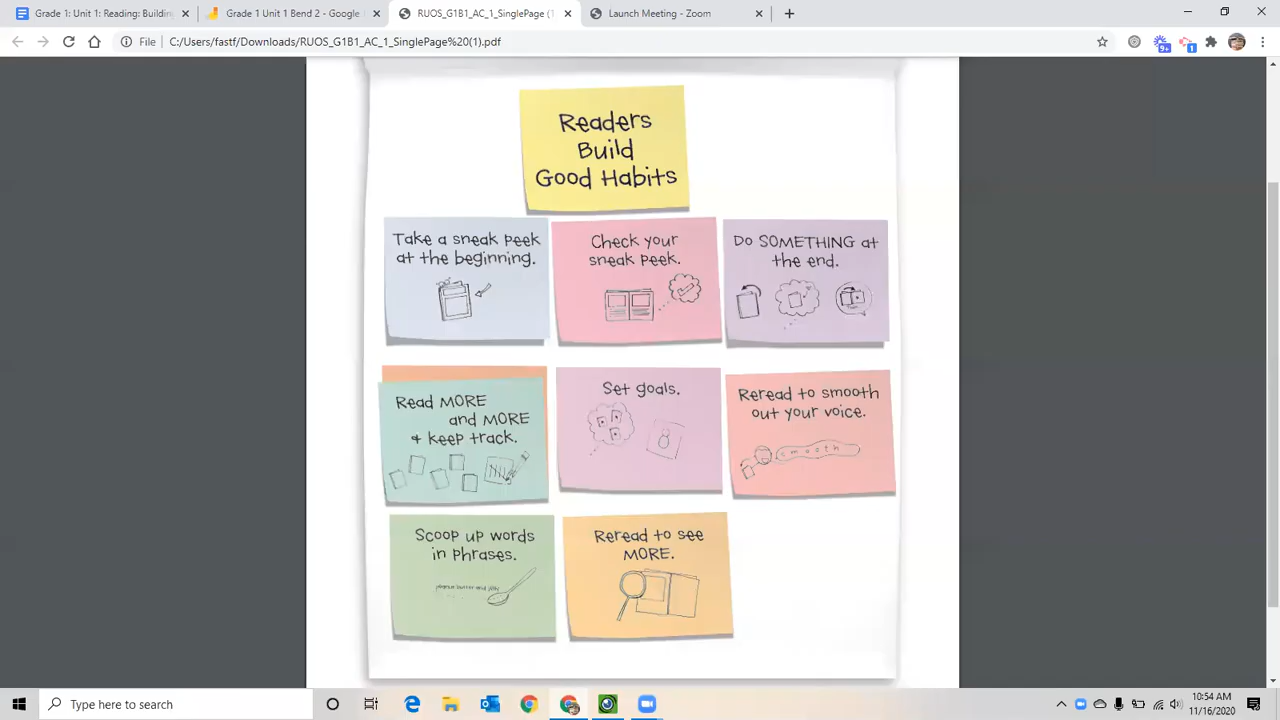 Grade 1: Unit 1: Reading: Building
Grade 1 Unit 1 Bend 2 - Google
RUOS_G1B1_AC_1_SinglePage (1
Launch Meeting - Zoom
File
C:/Users/fastf/Downloads/RUOS_G1B1_AC_1_SinglePage%20(1).pdf
9+
1
Readers
Build
Good Habits
Take a sneak peek
at the beginning.
Check your
sneak peek.
Do SOMETHING at
the end.
Read MORE
and MORE
+ keep track.
Set goals.
Reread to smooth
out your voice.
smooth
Scoop up words
in phrases.
Reread to see
MORE.
Type here to search
10:54 AM
11/16/2020